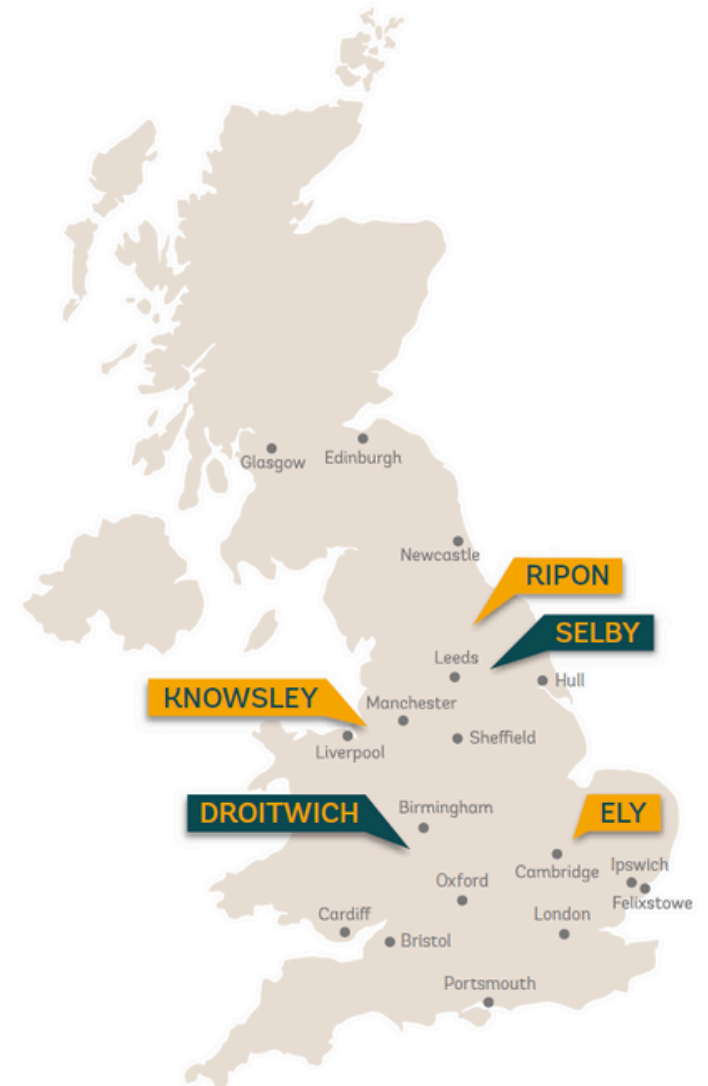 Glasgow
Edinburgh
Newcastle
RIPON
SELBY
Leeds
Hull
KNOWSLEY
Manchester
Sheffield
Liverpool
DROITWICH
Birmingham
ELY
Cambridge
Ipswich
Oxford
Felixstowe
Cardiff
London
Bristol
Portsmouth